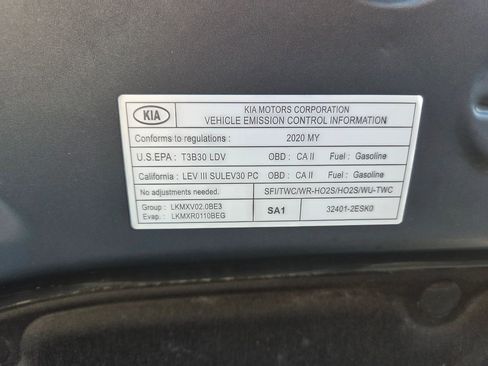 KIA
KIA MOTORS CORPORATION
VEHICLE EMISSION CONTROL INFORMATION
Conforms to regulations : 2020 MY
U.S.EPA : T3B30 LDV OBD : CA II Fuel : Gasoline
California : LEV III SULEV30 PC OBD : CA II Fuel : Gasoline
No adjustments needed. SFI/TWC/WR-HO2S/HO2S/WU-TWC
Group : LKMXV02.0BE3
Evap. : LKMXR0110BEG
SA1 32401-2ESK0